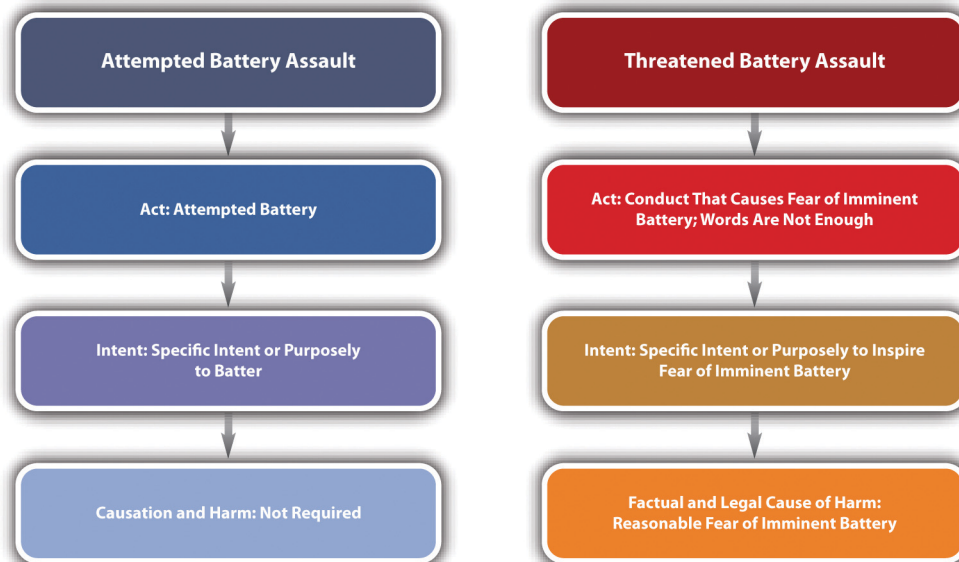 Attempted Battery Assault
Act: Attempted Battery
Intent: Specific Intent or Purposely
to Batter
Causation and Harm: Not Required
Threatened Battery Assault
Act: Conduct That Causes Fear of Imminent
Battery; Words Are Not Enough
Intent: Specific Intent or Purposely to Inspire
Fear of Imminent Battery
Factual and Legal Cause of Harm:
Reasonable Fear of Imminent Battery